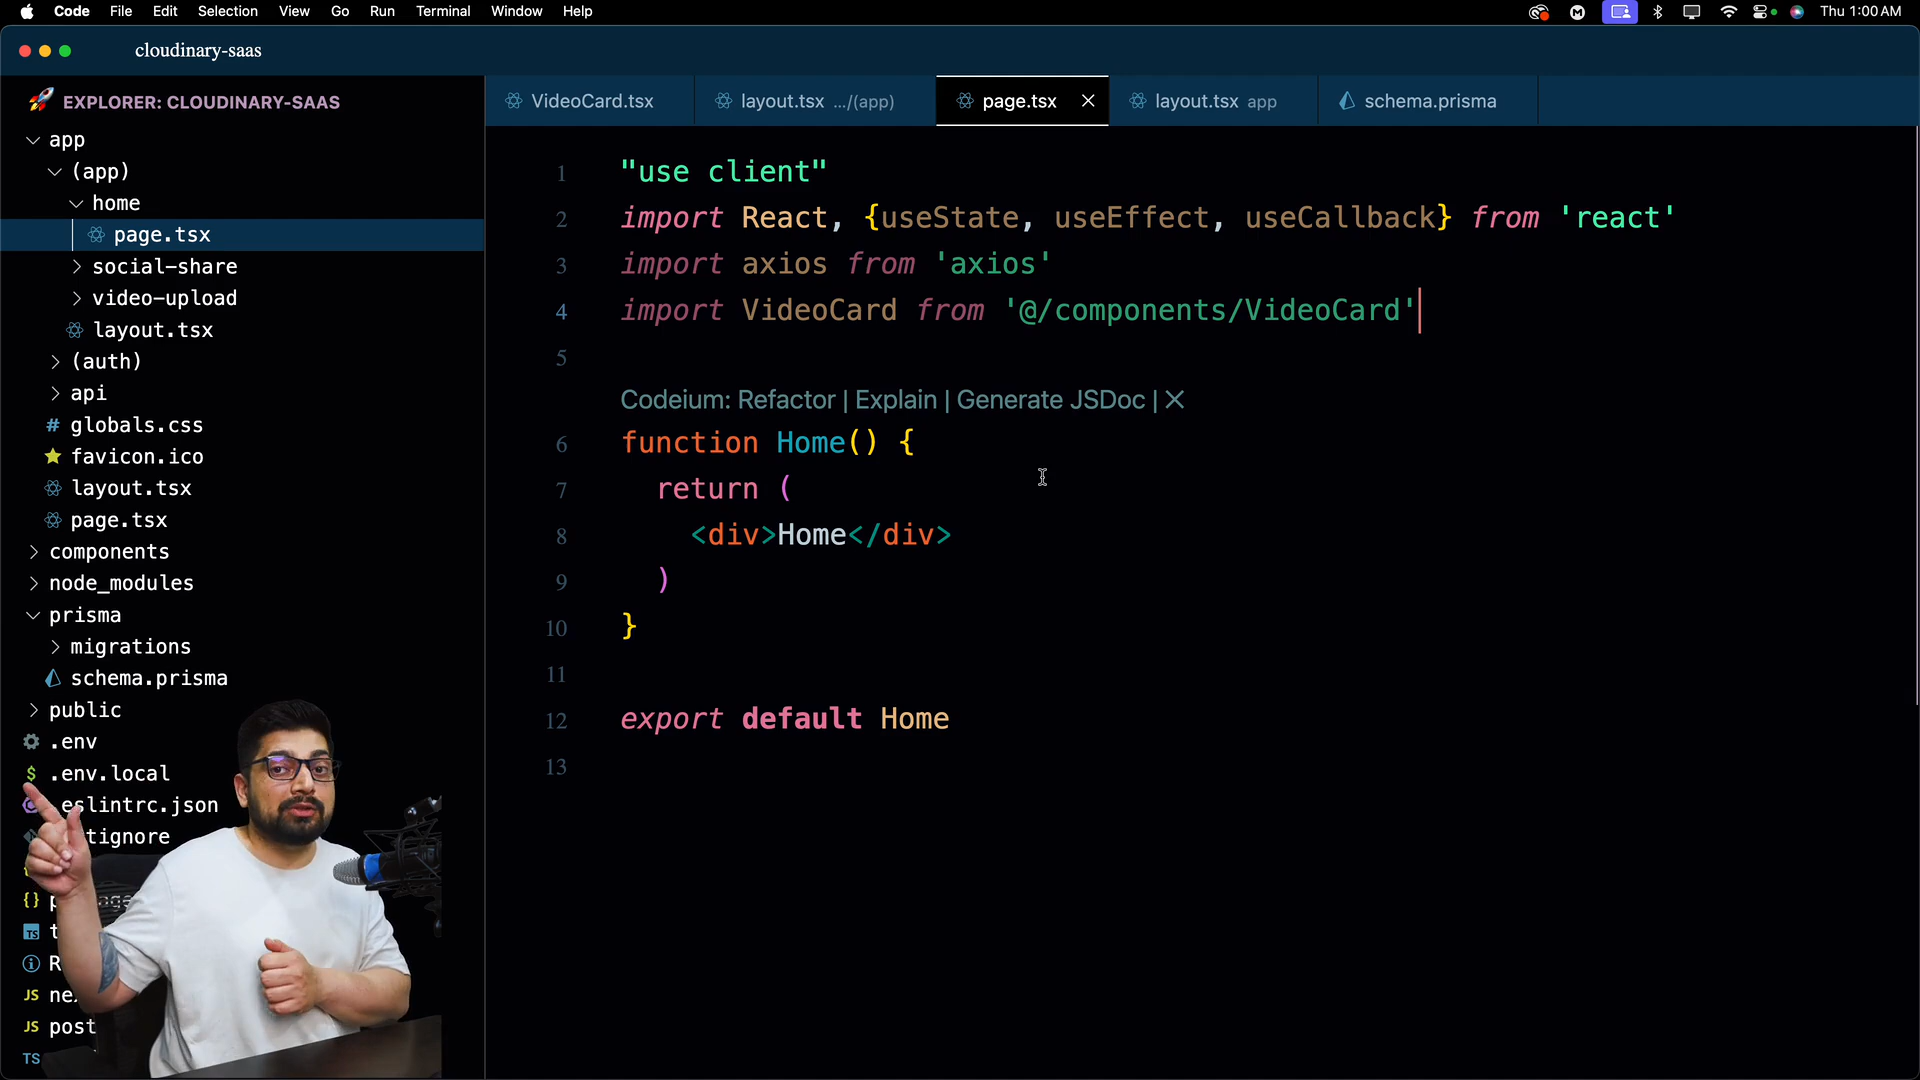 Code File Edit Selection View Go Run Terminal Window Help
Thu 1:00 AM
cloudinary-saas
EXPLORER: CLOUDINARY-SAAS
app
(app)
home
page.tsx
social-share
video-upload
layout.tsx
(auth)
api
globals.css
favicon.ico
layout.tsx
page.tsx
components
node_modules
prisma
migrations
schema.prisma
public
.env
.env.local
eslintrc.json
tignore
post
VideoCard.tsx
layout.tsx .../(app)
page.tsx
layout.tsx app
schema.prisma
1 "use client"
2 import React, {useState, useEffect, useCallback} from 'react'
3 import axios from 'axios'
4 import VideoCard from '@/components/VideoCard'
5
Codeium: Refactor | Explain | Generate JSDoc | ×
6 function Home() {
7 return (
8 <div>Home</div>
9 )
10 }
11
12 export default Home
13